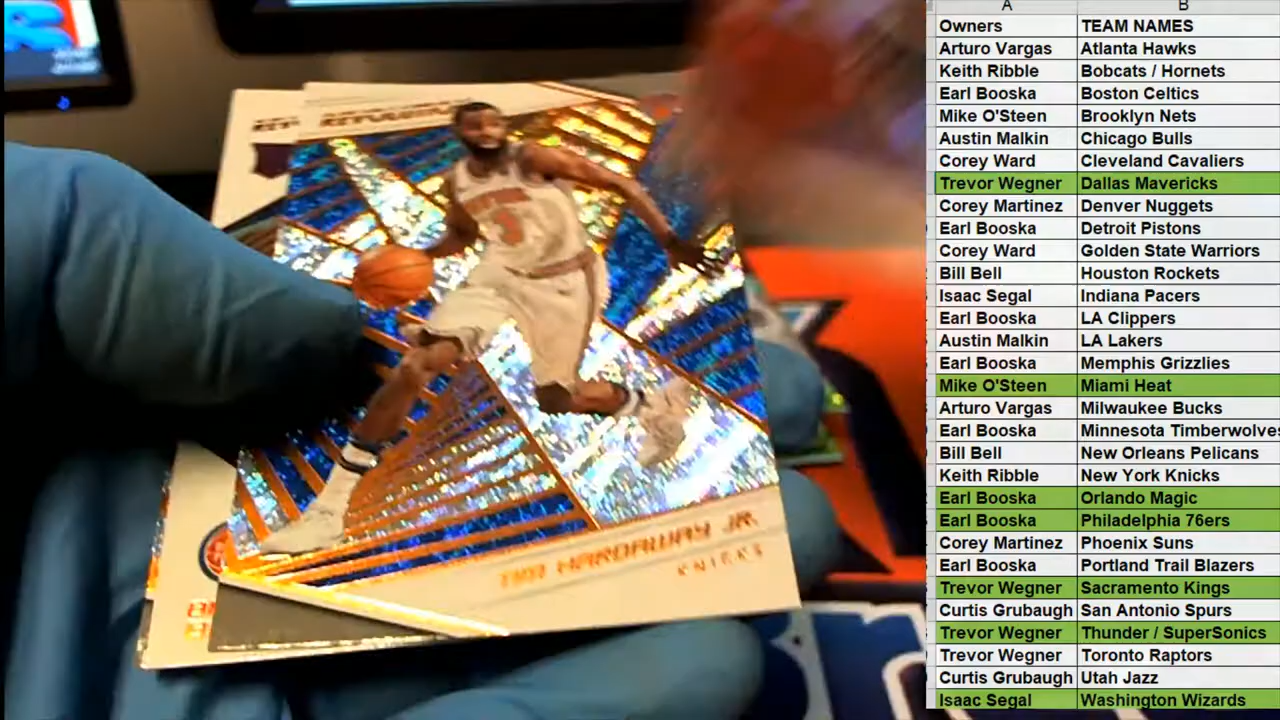 A B
Owners TEAM NAMES
Arturo Vargas Atlanta Hawks
Keith Ribble Bobcats / Hornets
Earl Booska Boston Celtics
Mike O'Steen Brooklyn Nets
Austin Malkin Chicago Bulls
Corey Ward Cleveland Cavaliers
Trevor Wegner Dallas Mavericks
Corey Martinez Denver Nuggets
Earl Booska Detroit Pistons
Corey Ward Golden State Warriors
Bill Bell Houston Rockets
Isaac Segal Indiana Pacers
Earl Booska LA Clippers
Austin Malkin LA Lakers
Earl Booska Memphis Grizzlies
Mike O'Steen Miami Heat
Arturo Vargas Milwaukee Bucks
Earl Booska Minnesota Timberwolves
Bill Bell New Orleans Pelicans
Keith Ribble New York Knicks
Earl Booska Orlando Magic
Earl Booska Philadelphia 76ers
Corey Martinez Phoenix Suns
Earl Booska Portland Trail Blazers
Trevor Wegner Sacramento Kings
Curtis Grubaugh San Antonio Spurs
Trevor Wegner Thunder / SuperSonics
Trevor Wegner Toronto Raptors
Curtis Grubaugh Utah Jazz
Isaac Segal Washington Wizards
3
TIM HARDAWAY JR.
KNICKS